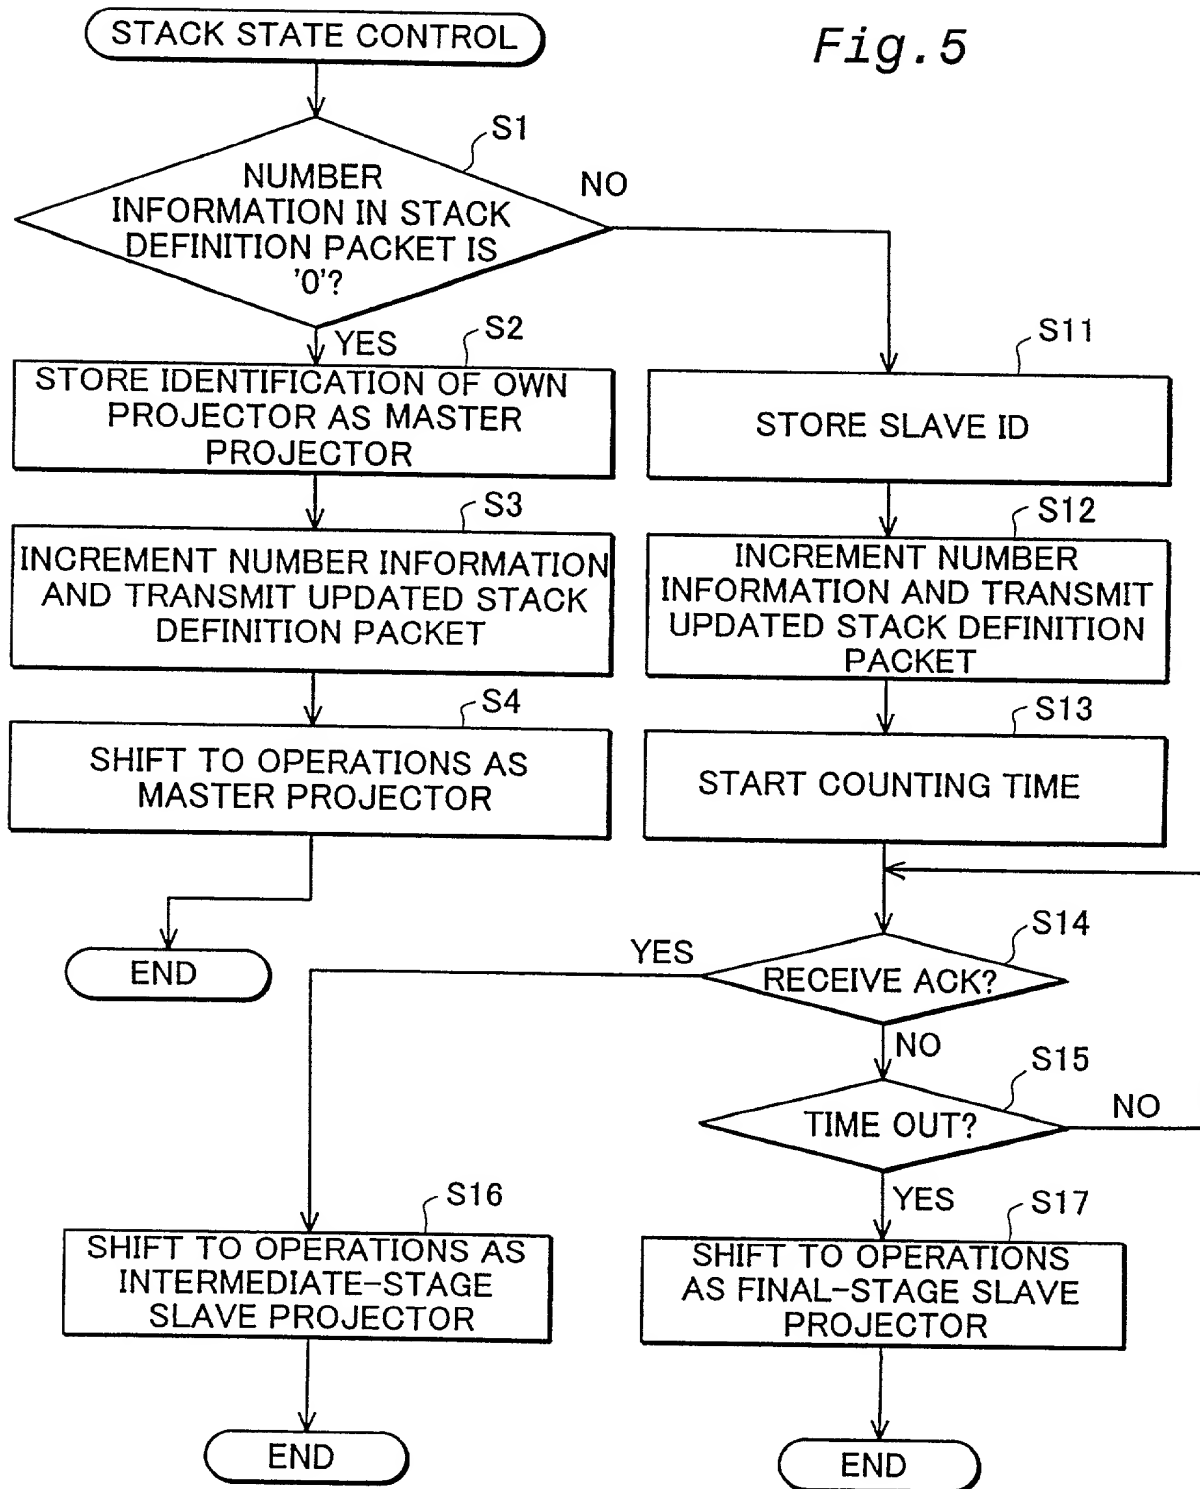 STACK STATE CONTROL
Fig.5
S1
NUMBER
INFORMATION IN STACK
DEFINITION PACKET IS
'0'?
NO
YES
S2
STORE IDENTIFICATION OF OWN
PROJECTOR AS MASTER
PROJECTOR
S3
INCREMENT NUMBER INFORMATION
AND TRANSMIT UPDATED STACK
DEFINITION PACKET
S4
SHIFT TO OPERATIONS AS
MASTER PROJECTOR
END
S11
STORE SLAVE ID
S12
INCREMENT NUMBER
INFORMATION AND TRANSMIT
UPDATED STACK DEFINITION
PACKET
S13
START COUNTING TIME
S14
RECEIVE ACK?
YES
NO
S15
TIME OUT?
NO
YES
S16
SHIFT TO OPERATIONS AS
INTERMEDIATE-STAGE
SLAVE PROJECTOR
END
S17
SHIFT TO OPERATIONS
AS FINAL-STAGE SLAVE
PROJECTOR
END